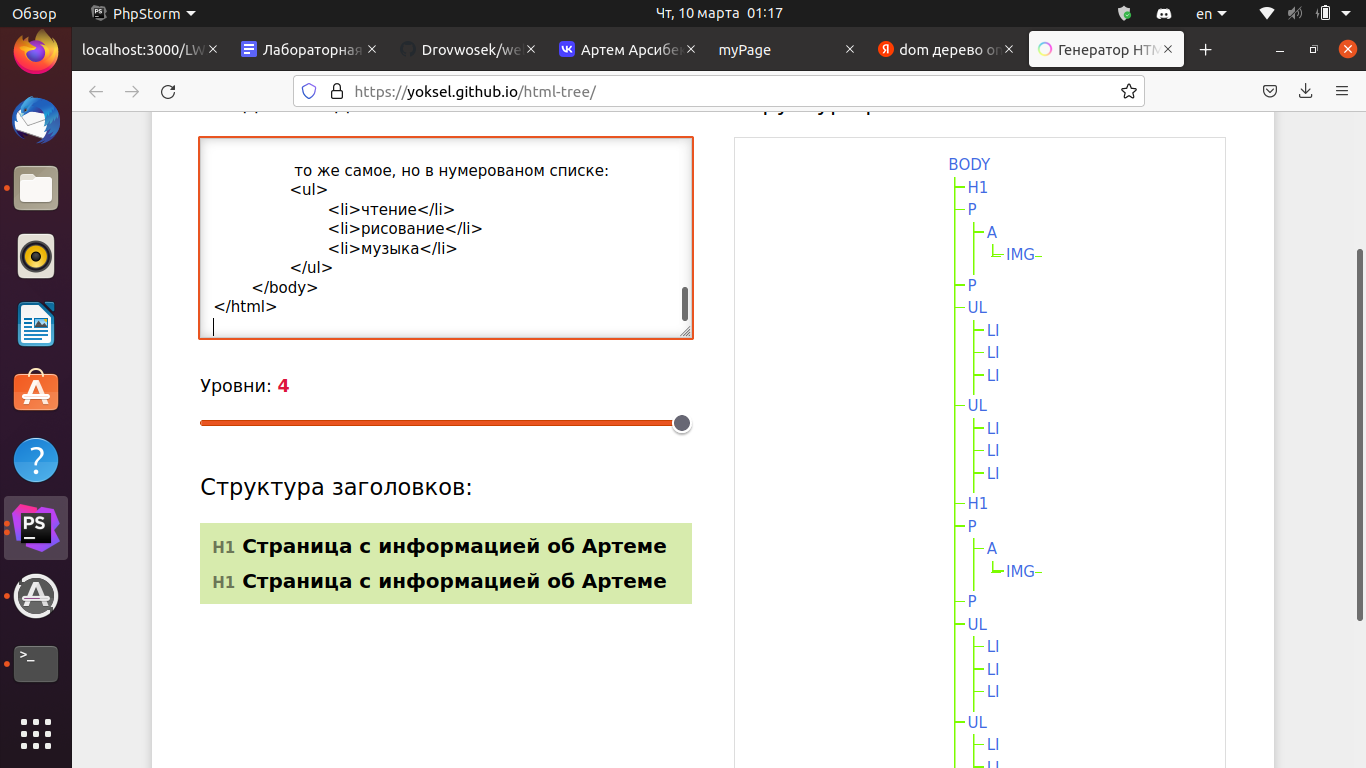 Обзор
PhpStorm
Чт, 10 марта 01:17
en
localhost:3000/LW
Лабораторная
Drovwosek/we
Артем Арсибе
myPage
dom дерево оп
Генератор HTM
https://yoksel.github.io/html-tree/
то же самое, но в нумерованом списке:
<ul>
<li>чтение</li>
<li>рисование</li>
<li>музыка</li>
</ul>
</body>
</html>
Уровни: 4
Структура заголовков:
H1 Страница с информацией об Артеме
H1 Страница с информацией об Артеме
BODY
H1
P
A
IMG
P
UL
LI
LI
LI
UL
LI
LI
LI
H1
P
A
IMG
P
UL
LI
LI
LI
UL
LI
PS
>_